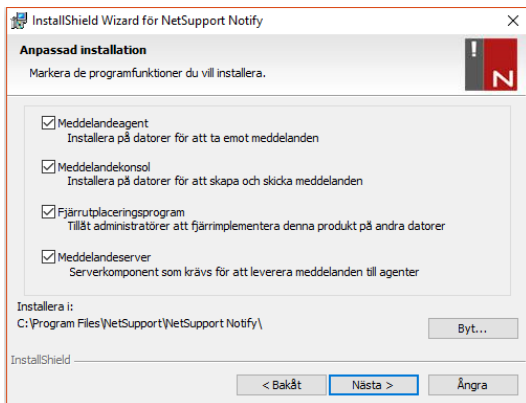 InstallShield Wizard för NetSupport Notify
Anpassad installation
Markera de programfunktioner du vill installera.
! N
Meddelandeagent
Installera på datorer för att ta emot meddelanden
Meddelandekonsol
Installera på datorer för att skapa och skicka meddelanden
Fjärrutplaceringsprogram
Tillåt administratörer att fjärrimplementera denna produkt på andra datorer
Meddelandeserver
Serverkomponent som krävs för att leverera meddelanden till agenter
Installera i:
C:\Program Files\NetSupport\NetSupport Notify\
Byt...
InstallShield
< Bakåt
Nästa >
Ångra